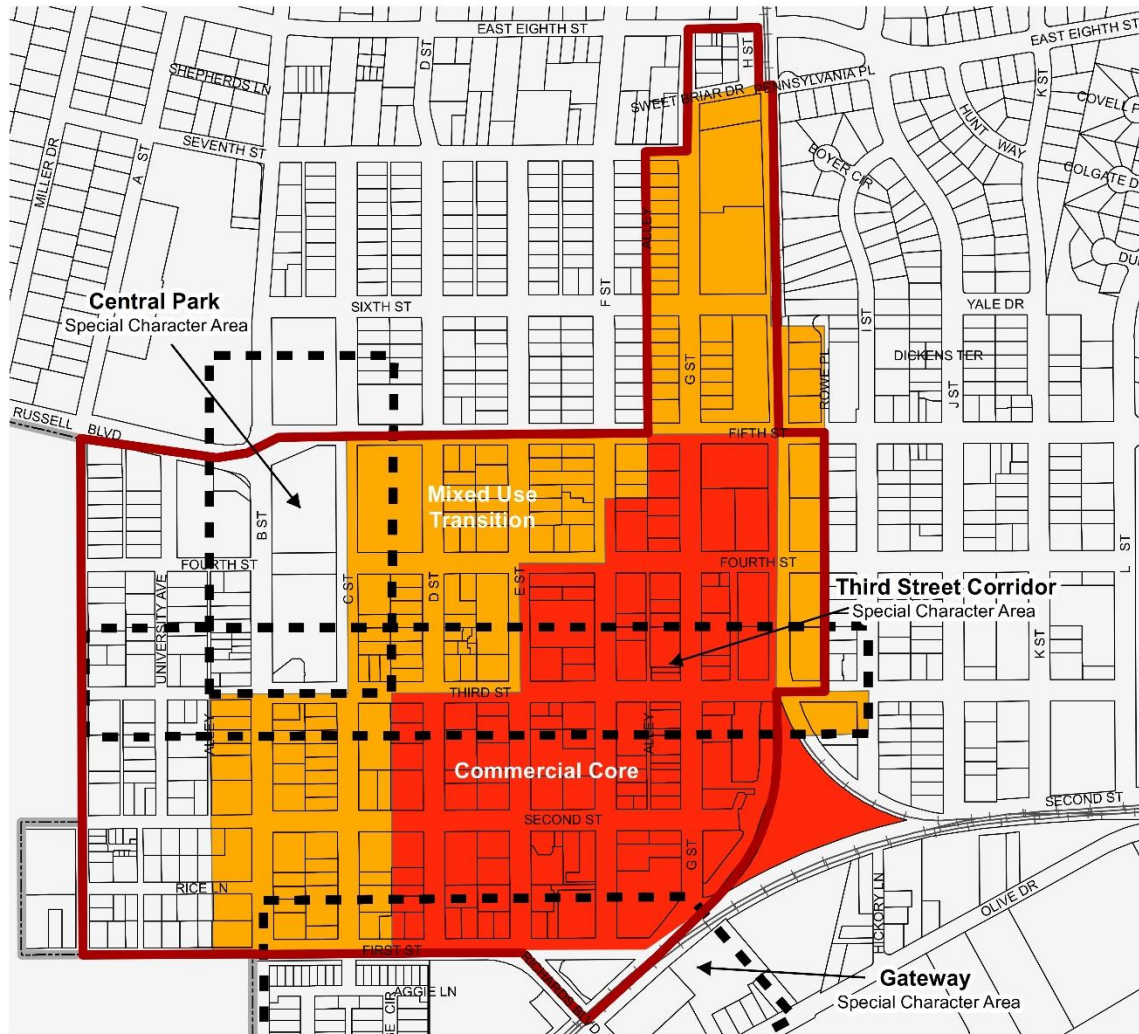 EAST EIGHTH ST
D ST
H ST
EAST EIGHTH ST
SHEPHERDS LN
SWEET BRIAR DR
PENNSYLVANIA PL
K ST
SEVENTH ST
HUNT WAY
MILLER DR
A ST
BOYER CIR
ALLEY
Central Park
Special Character Area
SIXTH ST
F ST
I ST
YALE DR
G ST
ROWE PL
DICKENS TER
J ST
RUSSELL BLVD
FIFTH ST
Mixed Use
Transition
B ST
FOURTH ST
FOURTH ST
L ST
UNIVERSITY AVE
C ST
D ST
E ST
Third Street Corridor
Special Character Area
K ST
THIRD ST
ALLEY
ALLEY
Commercial Core
SECOND ST
SECOND ST
G ST
RICE LN
OLIVE DR
HICKORY LN
FIRST ST
AGGIE LN
Gateway
Special Character Area